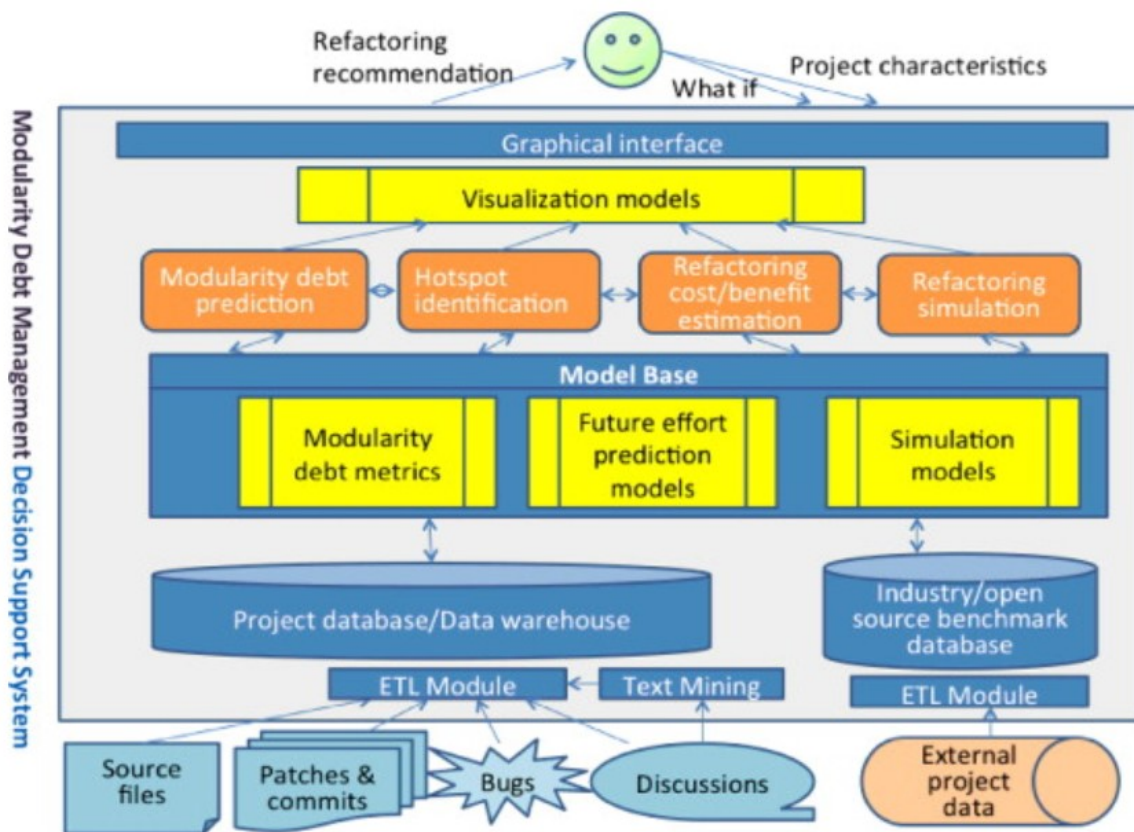 Refactoring
recommendation
What if
Project characteristics
Modularity Debt Management Decision Support System
Graphical interface
Visualization models
Modularity debt
prediction
Hotspot
identification
Refactoring
cost/benefit
estimation
Refactoring
simulation
Model Base
Modularity
debt metrics
Future effort
prediction
models
Simulation
models
Project database/Data warehouse
Industry/open
source benchmark
database
ETL Module
Text Mining
ETL Module
Source
files
Patches &
commits
Bugs
Discussions
External
project
data